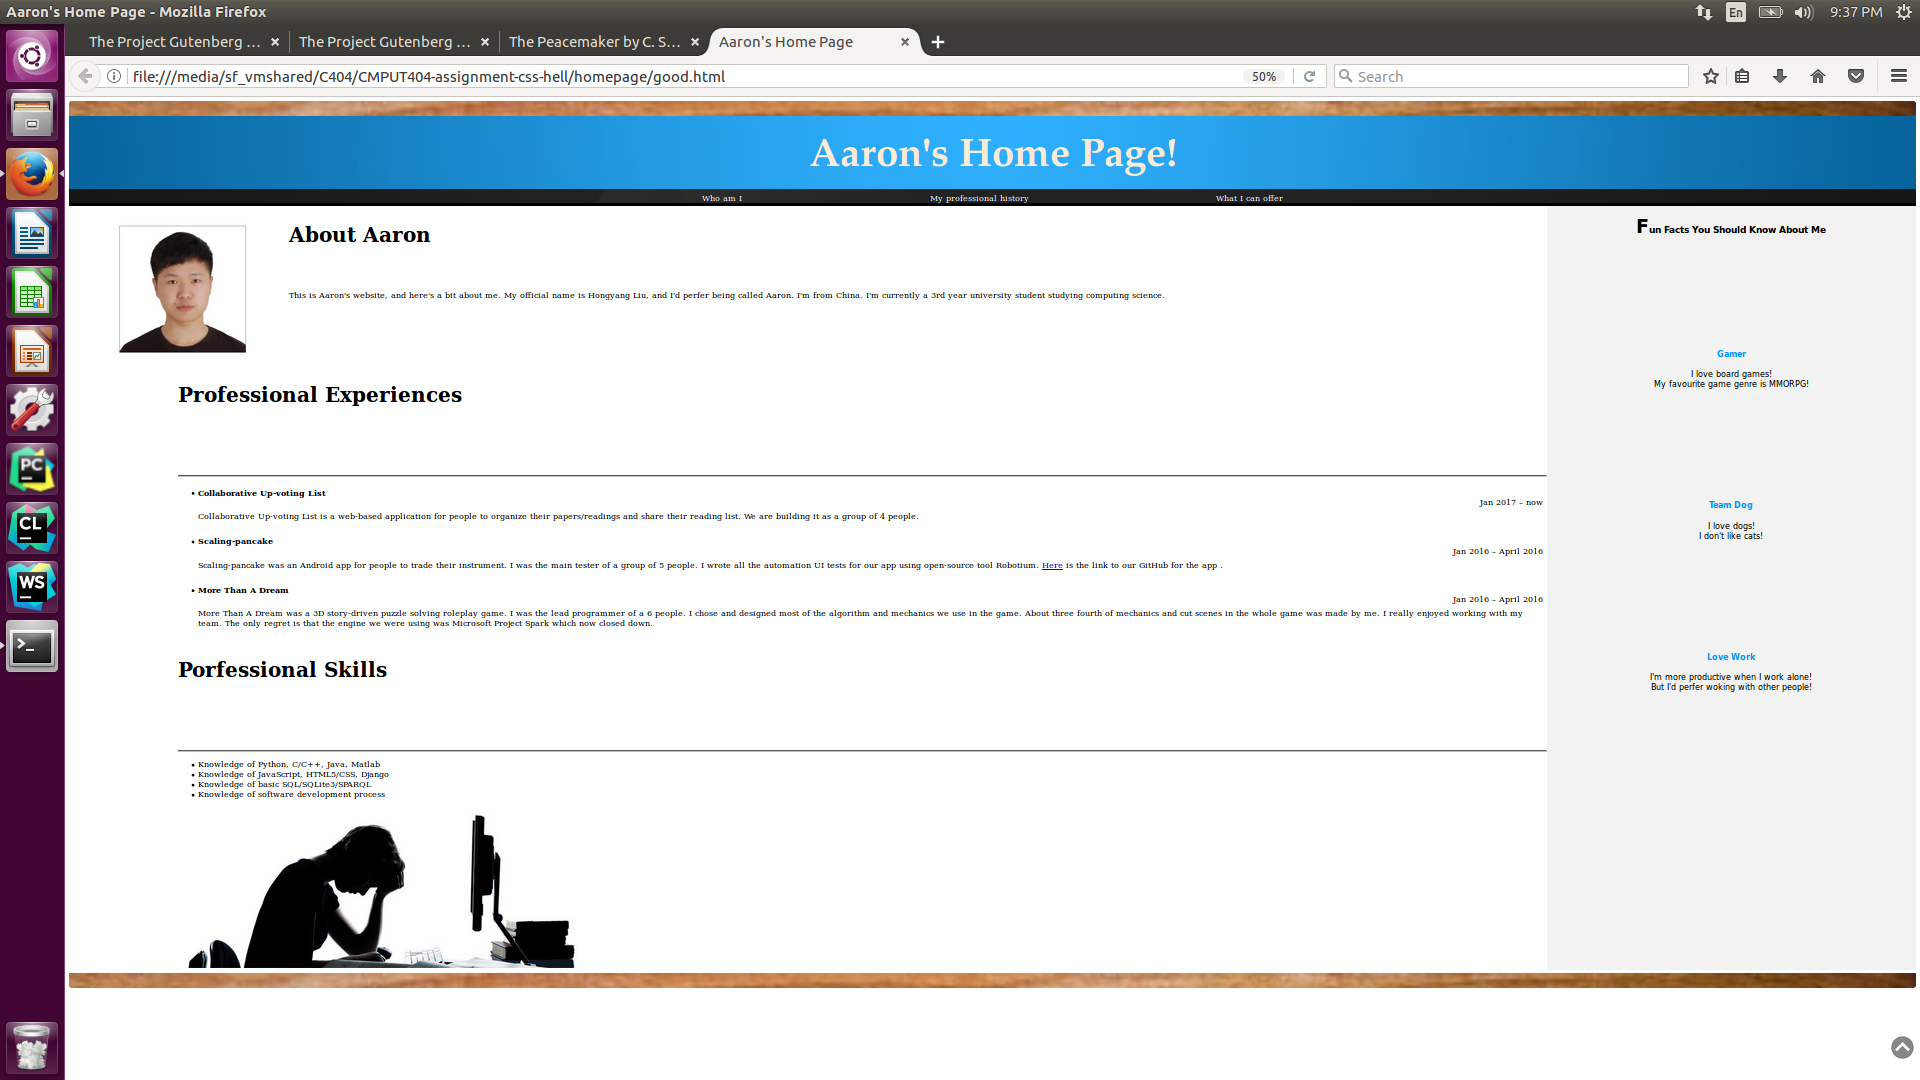 Aaron's Home Page - Mozilla Firefox
En
9:37 PM
The Project Gutenberg ...
The Project Gutenberg ...
The Peacemaker by C. S...
Aaron's Home Page
file:///media/sf_vmshared/C404/CMPUT404-assignment-css-hell/homepage/good.html
50%
Search
Aaron's Home Page!
Who am I
My professional history
What I can offer
About Aaron
This is Aaron's website, and here's a bit about me. My official name is Hongyang Liu, and I'd perfer being called Aaron. I'm from China. I'm currently a 3rd year university student studying computing science.
Professional Experiences
• Collaborative Up-voting List
Jan 2017 – now
Collaborative Up-voting List is a web-based application for people to organize their papers/readings and share their reading list. We are building it as a group of 4 people.
• Scaling-pancake
Jan 2016 – April 2016
Scaling-pancake was an Android app for people to trade their instrument. I was the main tester of a group of 5 people. I wrote all the automation UI tests for our app using open-source tool Robotium. Here is the link to our GitHub for the app .
• More Than A Dream
Jan 2016 – April 2016
More Than A Dream was a 3D story-driven puzzle solving roleplay game. I was the lead programmer of a 6 people. I chose and designed most of the algorithm and mechanics we use in the game. About three fourth of mechanics and cut scenes in the whole game was made by me. I really enjoyed working with my
team. The only regret is that the engine we were using was Microsoft Project Spark which now closed down.
Porfessional Skills
• Knowledge of Python, C/C++, Java, Matlab
• Knowledge of JavaScript, HTML5/CSS, Django
• Knowledge of basic SQL/SQLite3/SPARQL
• Knowledge of software development process
Fun Facts You Should Know About Me
Gamer
I love board games!
My favourite game genre is MMORPG!
Team Dog
I love dogs!
I don't like cats!
Love Work
I'm more productive when I work alone!
But I'd perfer woking with other people!
PC
CL
WS
>_